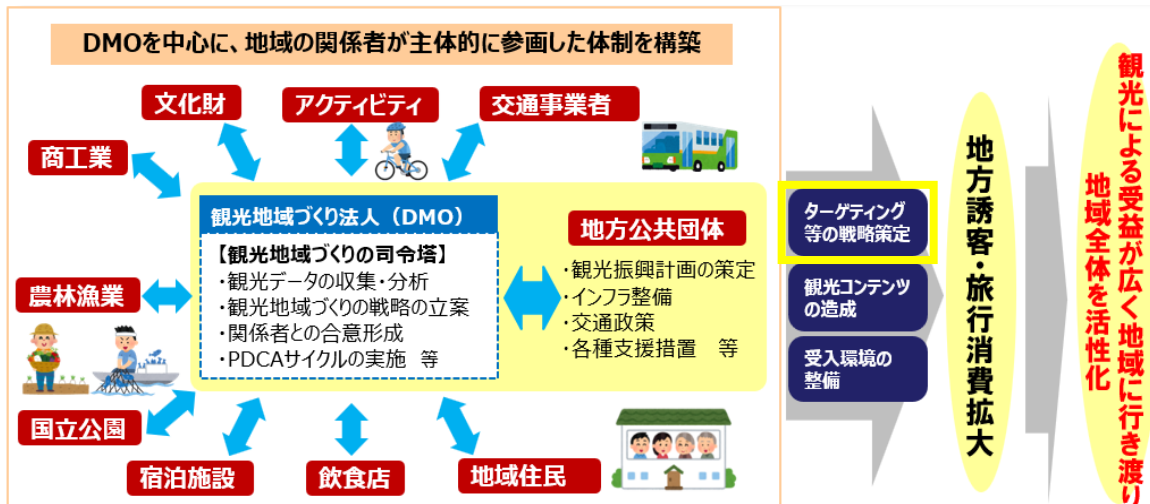 DMOを中心に、地域の関係者が主体的に参画した体制を構築
文化財
アクティビティ
交通事業者
商工業
観光地域づくり法人（DMO）
【観光地域づくりの司令塔】
・観光データの収集・分析
・観光地域づくりの戦略の立案
・関係者との合意形成
・PDCAサイクルの実施　等
地方公共団体
・観光振興計画の策定
・インフラ整備
・交通政策
・各種支援措置　等
農林漁業
国立公園
宿泊施設
飲食店
地域住民
ターゲティング
等の戦略策定
観光コンテンツ
の造成
受入環境の
整備
地方誘客・旅行消費拡大
観光による受益が広く地域に行き渡り
地域全体を活性化